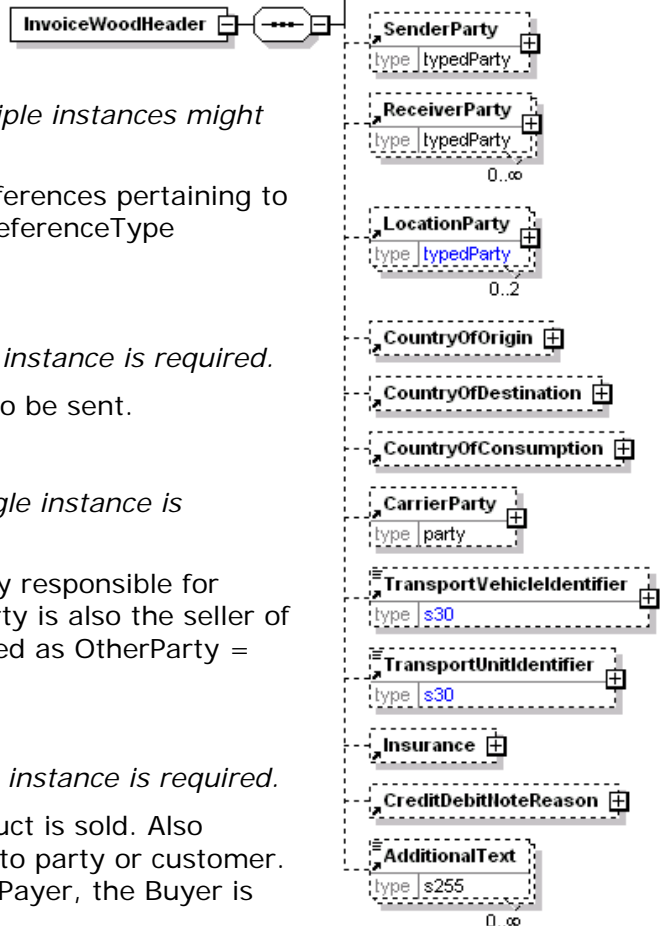 InvoiceWoodHeader
iple instances might
ferences pertaining to
eferenceType
instance is required.
o be sent.
gle instance is
y responsible for
rty is also the seller of
ed as OtherParty =
instance is required.
uct is sold. Also
to party or customer.
Payer, the Buyer is
SenderParty
type typedParty
ReceiverParty
type typedParty
0..∞
LocationParty
type typedParty
0..2
CountryOfOrigin
CountryOfDestination
CountryOfConsumption
CarrierParty
type party
TransportVehicleIdentifier
type s30
TransportUnitIdentifier
type s30
Insurance
CreditDebitNoteReason
AdditionalText
type s255
0..∞